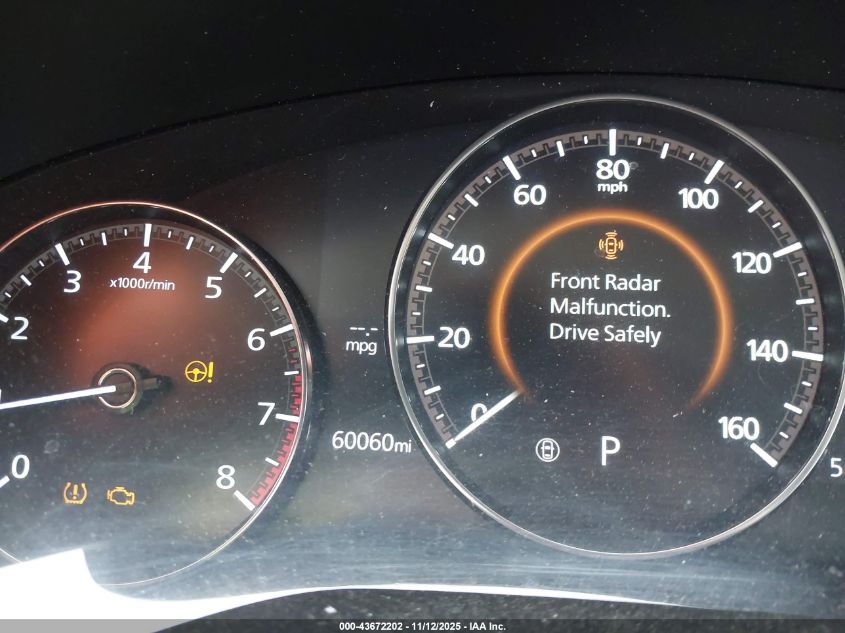 80
mph
60
100
40
120
20
140
0
160
Front Radar
Malfunction.
Drive Safely
P
4
x1000r/min
3
5
2
6
7
8
0
--.-
mpg
60060mi
5
000-43672202 - 11/12/2025 - IAA Inc.